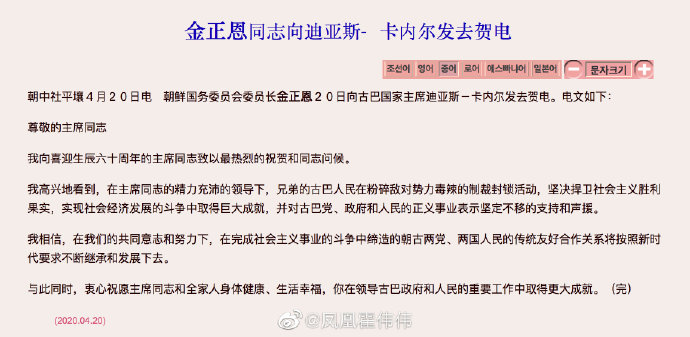 金正恩同志向迪亚斯- 卡内尔发去贺电
조선어 영어 중어 로어 에스빠냐어 일본어 － 문자크기 ＋
朝中社平壤４月２０日电　朝鲜国务委员会委员长金正恩２０日向古巴国家主席迪亚斯－卡内尔发去贺电。电文如下：
尊敬的主席同志
我向喜迎生辰六十周年的主席同志致以最热烈的祝贺和同志问候。
我高兴地看到，在主席同志的精力充沛的领导下，兄弟的古巴人民在粉碎敌对势力毒辣的制裁封锁活动，坚决捍卫社会主义胜利
果实，实现社会经济发展的斗争中取得巨大成就，并对古巴党、政府和人民的正义事业表示坚定不移的支持和声援。
我相信，在我们的共同意志和努力下，在完成社会主义事业的斗争中缔造的朝古两党、两国人民的传统友好合作关系将按照新时
代要求不断继承和发展下去。
与此同时，衷心祝愿主席同志和全家人身体健康、生活幸福，你在领导古巴政府和人民的重要工作中取得更大成就。（完）
(2020.04.20)
@凤凰瞿伟伟